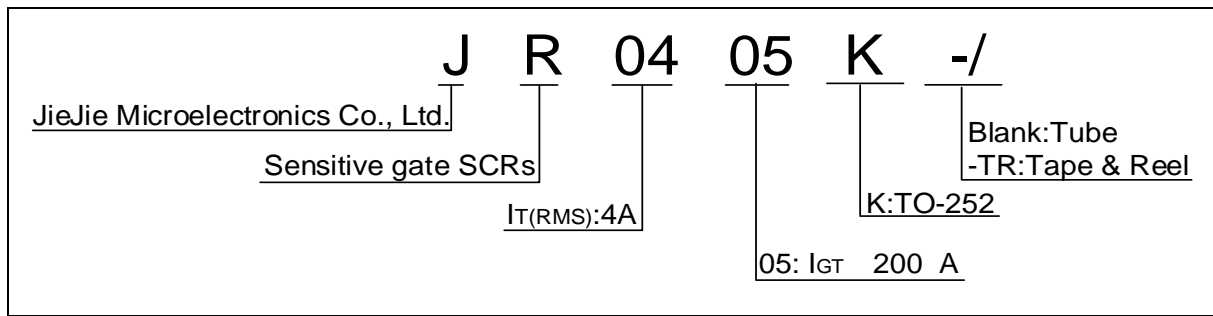 J R 04 05 K -/
JieJie Microelectronics Co., Ltd.
Sensitive gate SCRs
IT(RMS):4A
05: IGT 200 A
K:TO-252
Blank:Tube
-TR:Tape & Reel